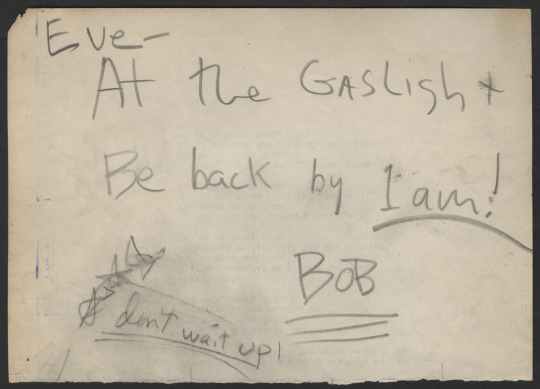 Eve—
At the Gaslight
Be back by 1 am!
BOB
don't wait up!